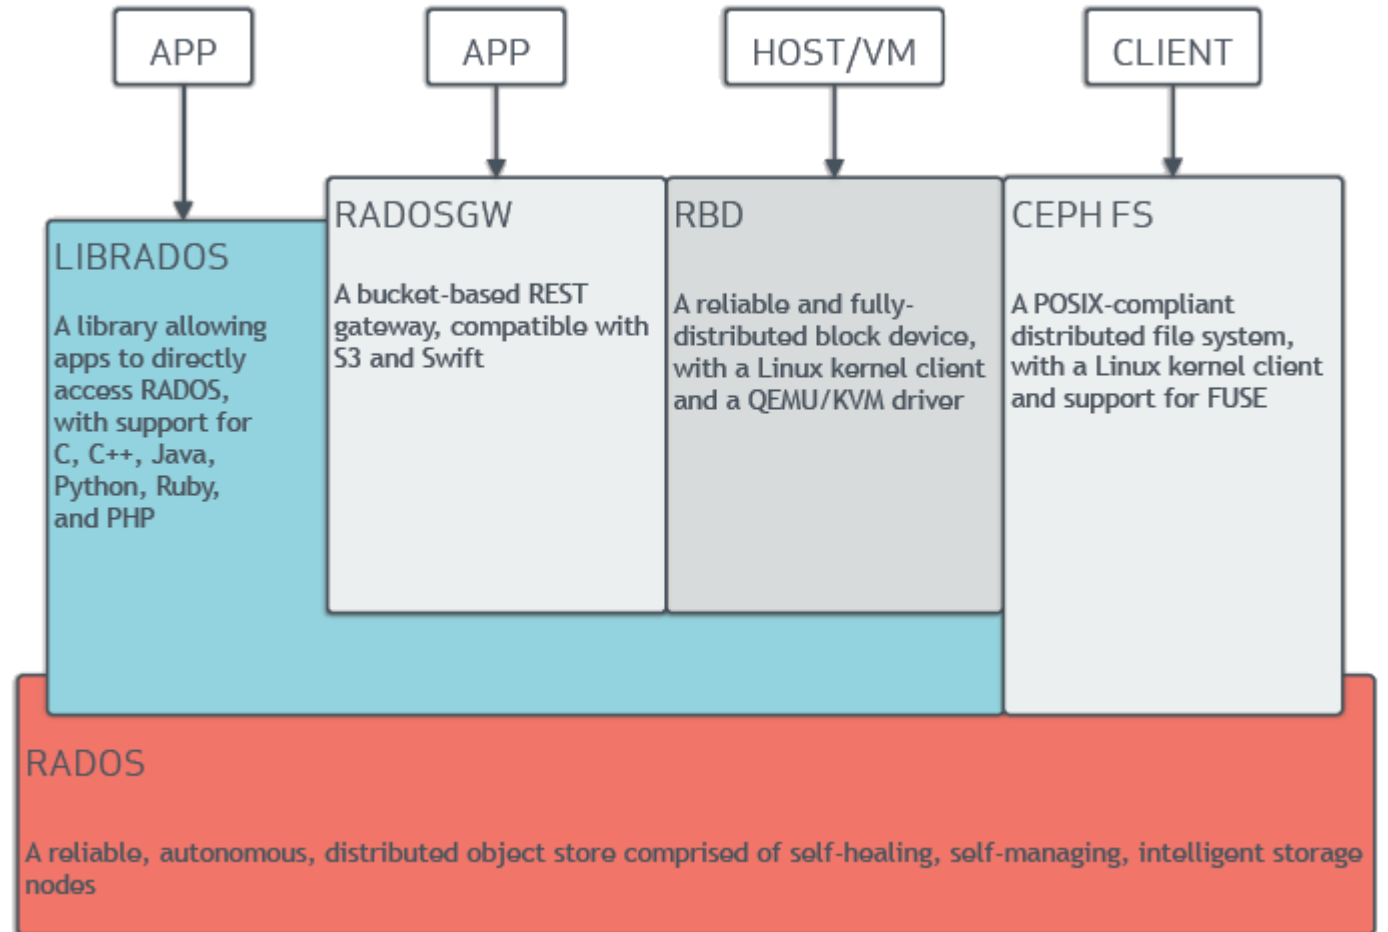 APP
APP
HOST/VM
CLIENT
LIBRADOS
A library allowing
apps to directly
access RADOS,
with support for
C, C++, Java,
Python, Ruby,
and PHP
RADOSGW
A bucket-based REST
gateway, compatible with
S3 and Swift
RBD
A reliable and fully-
distributed block device,
with a Linux kernel client
and a QEMU/KVM driver
CEPH FS
A POSIX-compliant
distributed file system,
with a Linux kernel client
and support for FUSE
RADOS
A reliable, autonomous, distributed object store comprised of self-healing, self-managing, intelligent storage
nodes